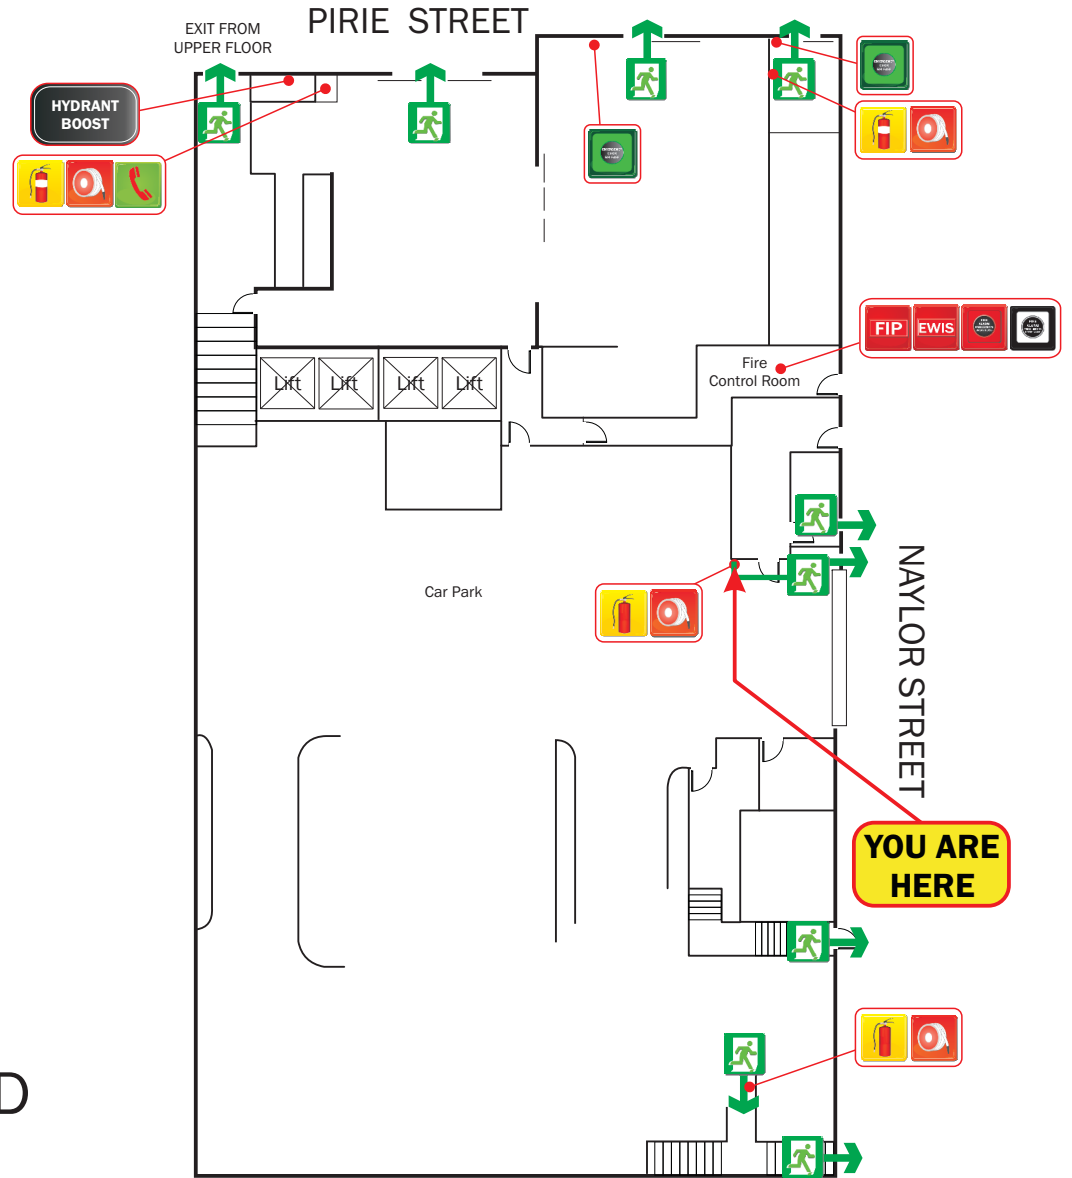 PIRIE STREET
EXIT FROM
UPPER FLOOR
HYDRANT
BOOST
FIP
EWIS
Fire
Control Room
Lift
Lift
Lift
Lift
Car Park
NAYLOR STREET
YOU ARE
HERE
D